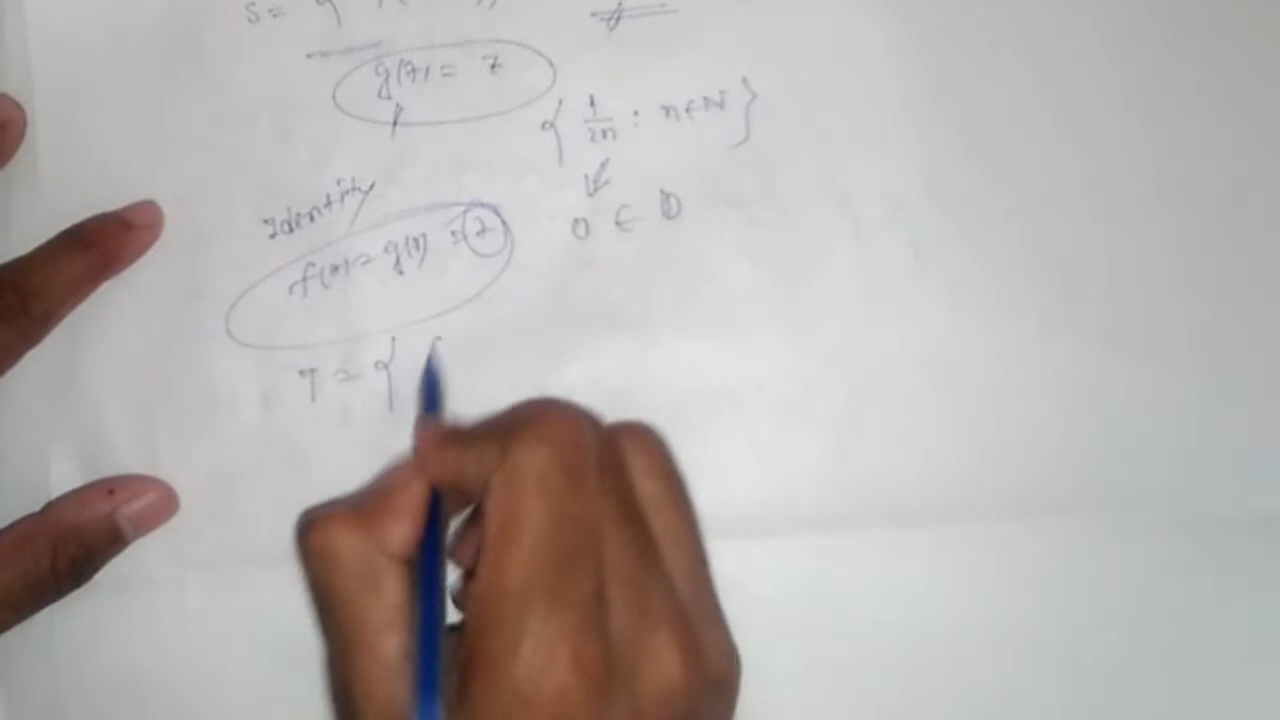 S = {
g(z) = z
{ 1/2n : n ∈ N }
0 ∈ D
Identity
f(z) = g(z) = z
T = {